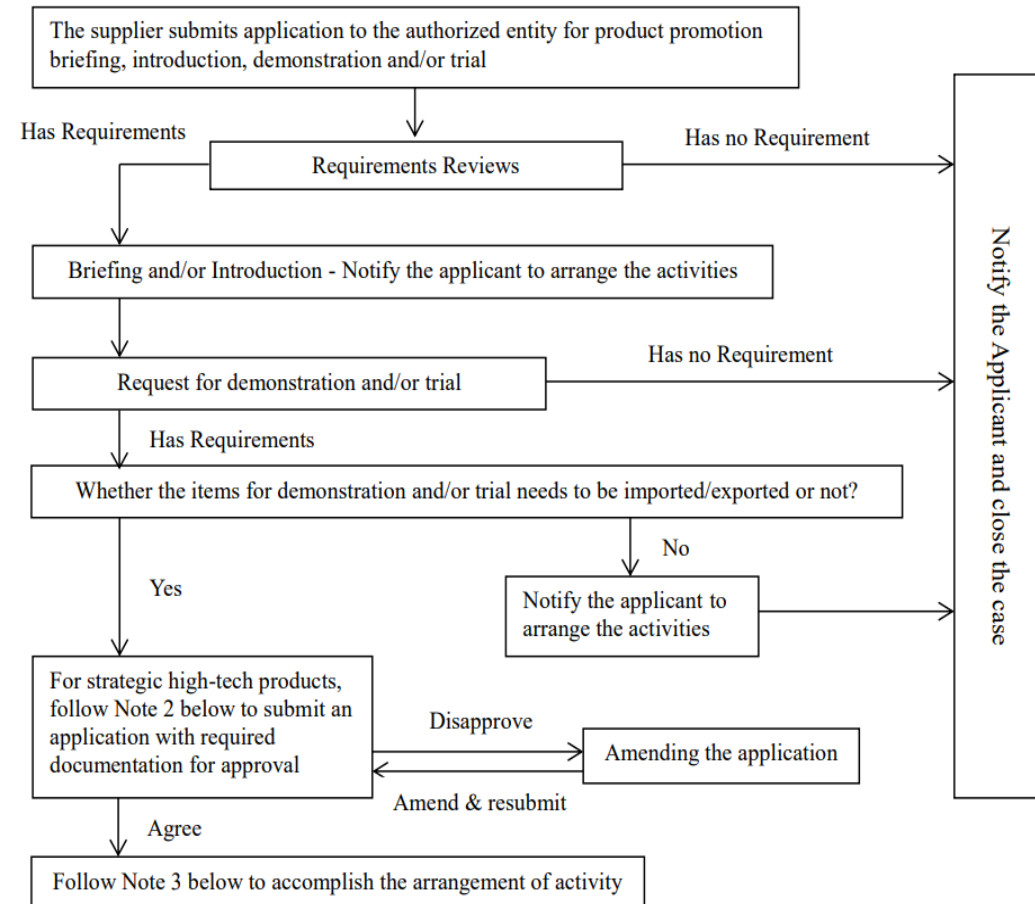 The supplier submits application to the authorized entity for product promotion
briefing, introduction, demonstration and/or trial
Has Requirements
Has no Requirement
Requirements Reviews
Briefing and/or Introduction - Notify the applicant to arrange the activities
Has no Requirement
Request for demonstration and/or trial
Has Requirements
Whether the items for demonstration and/or trial needs to be imported/exported or not?
No
Yes
Notify the applicant to
arrange the activities
For strategic high-tech products,
follow Note 2 below to submit an
application with required
documentation for approval
Disapprove
Amending the application
Amend & resubmit
Agree
Follow Note 3 below to accomplish the arrangement of activity
Notify the Applicant and close the case